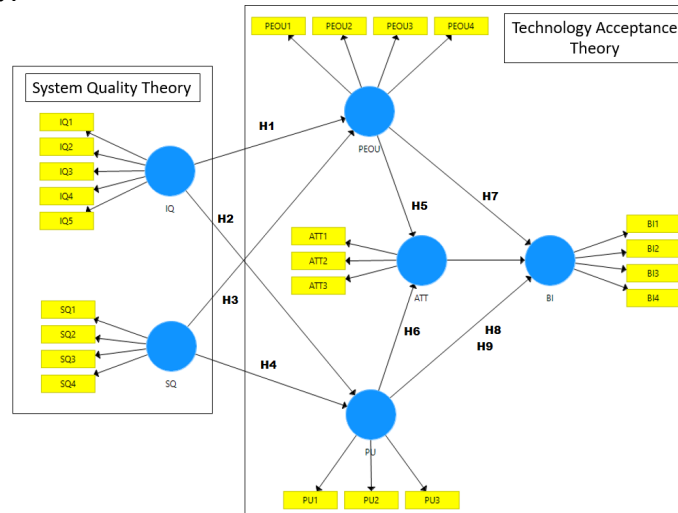 PEOU1 PEOU2 PEOU3 PEOU4
Technology Acceptance
Theory
System Quality Theory
IQ1
IQ2
IQ3
IQ4
IQ5
IQ
H1
PEOU
H2
H5
H7
ATT1
ATT2
ATT3
ATT
BI1
BI2
BI3
BI4
BI
H3
SQ1
SQ2
SQ3
SQ4
SQ
H4
H6
H8
H9
PU
PU1 PU2 PU3